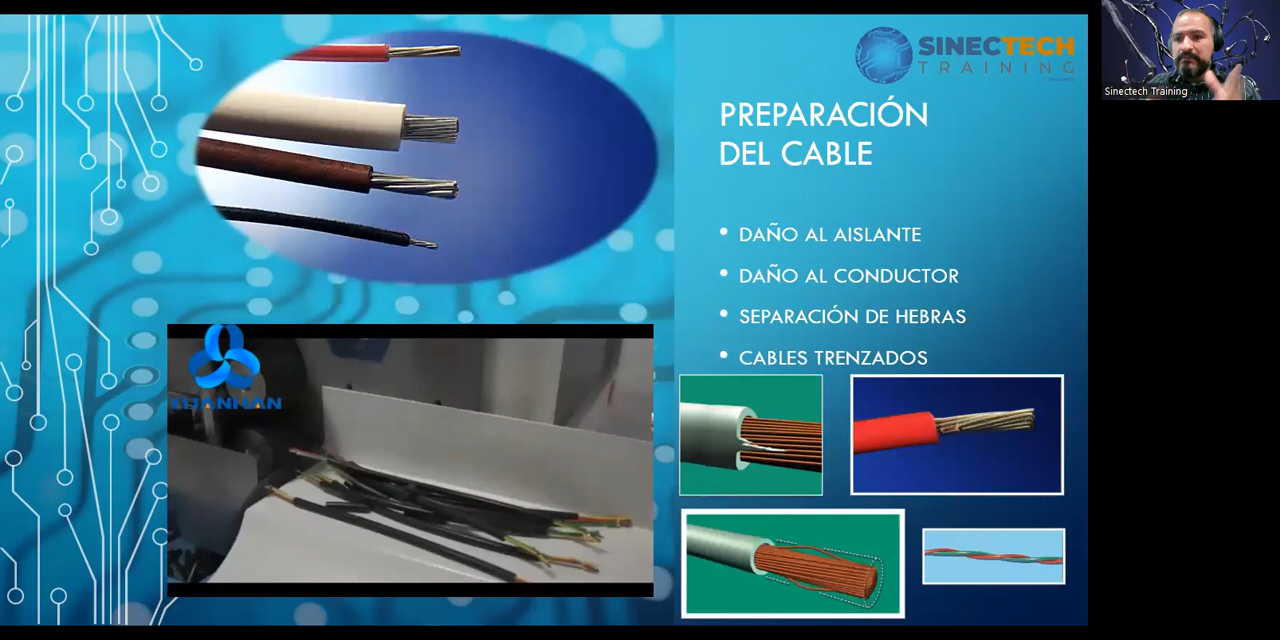 SINECTECH
TRAINING
Sinectech Training
PREPARACIÓN
DEL CABLE
• DAÑO AL AISLANTE
• DAÑO AL CONDUCTOR
• SEPARACIÓN DE HEBRAS
• CABLES TRENZADOS